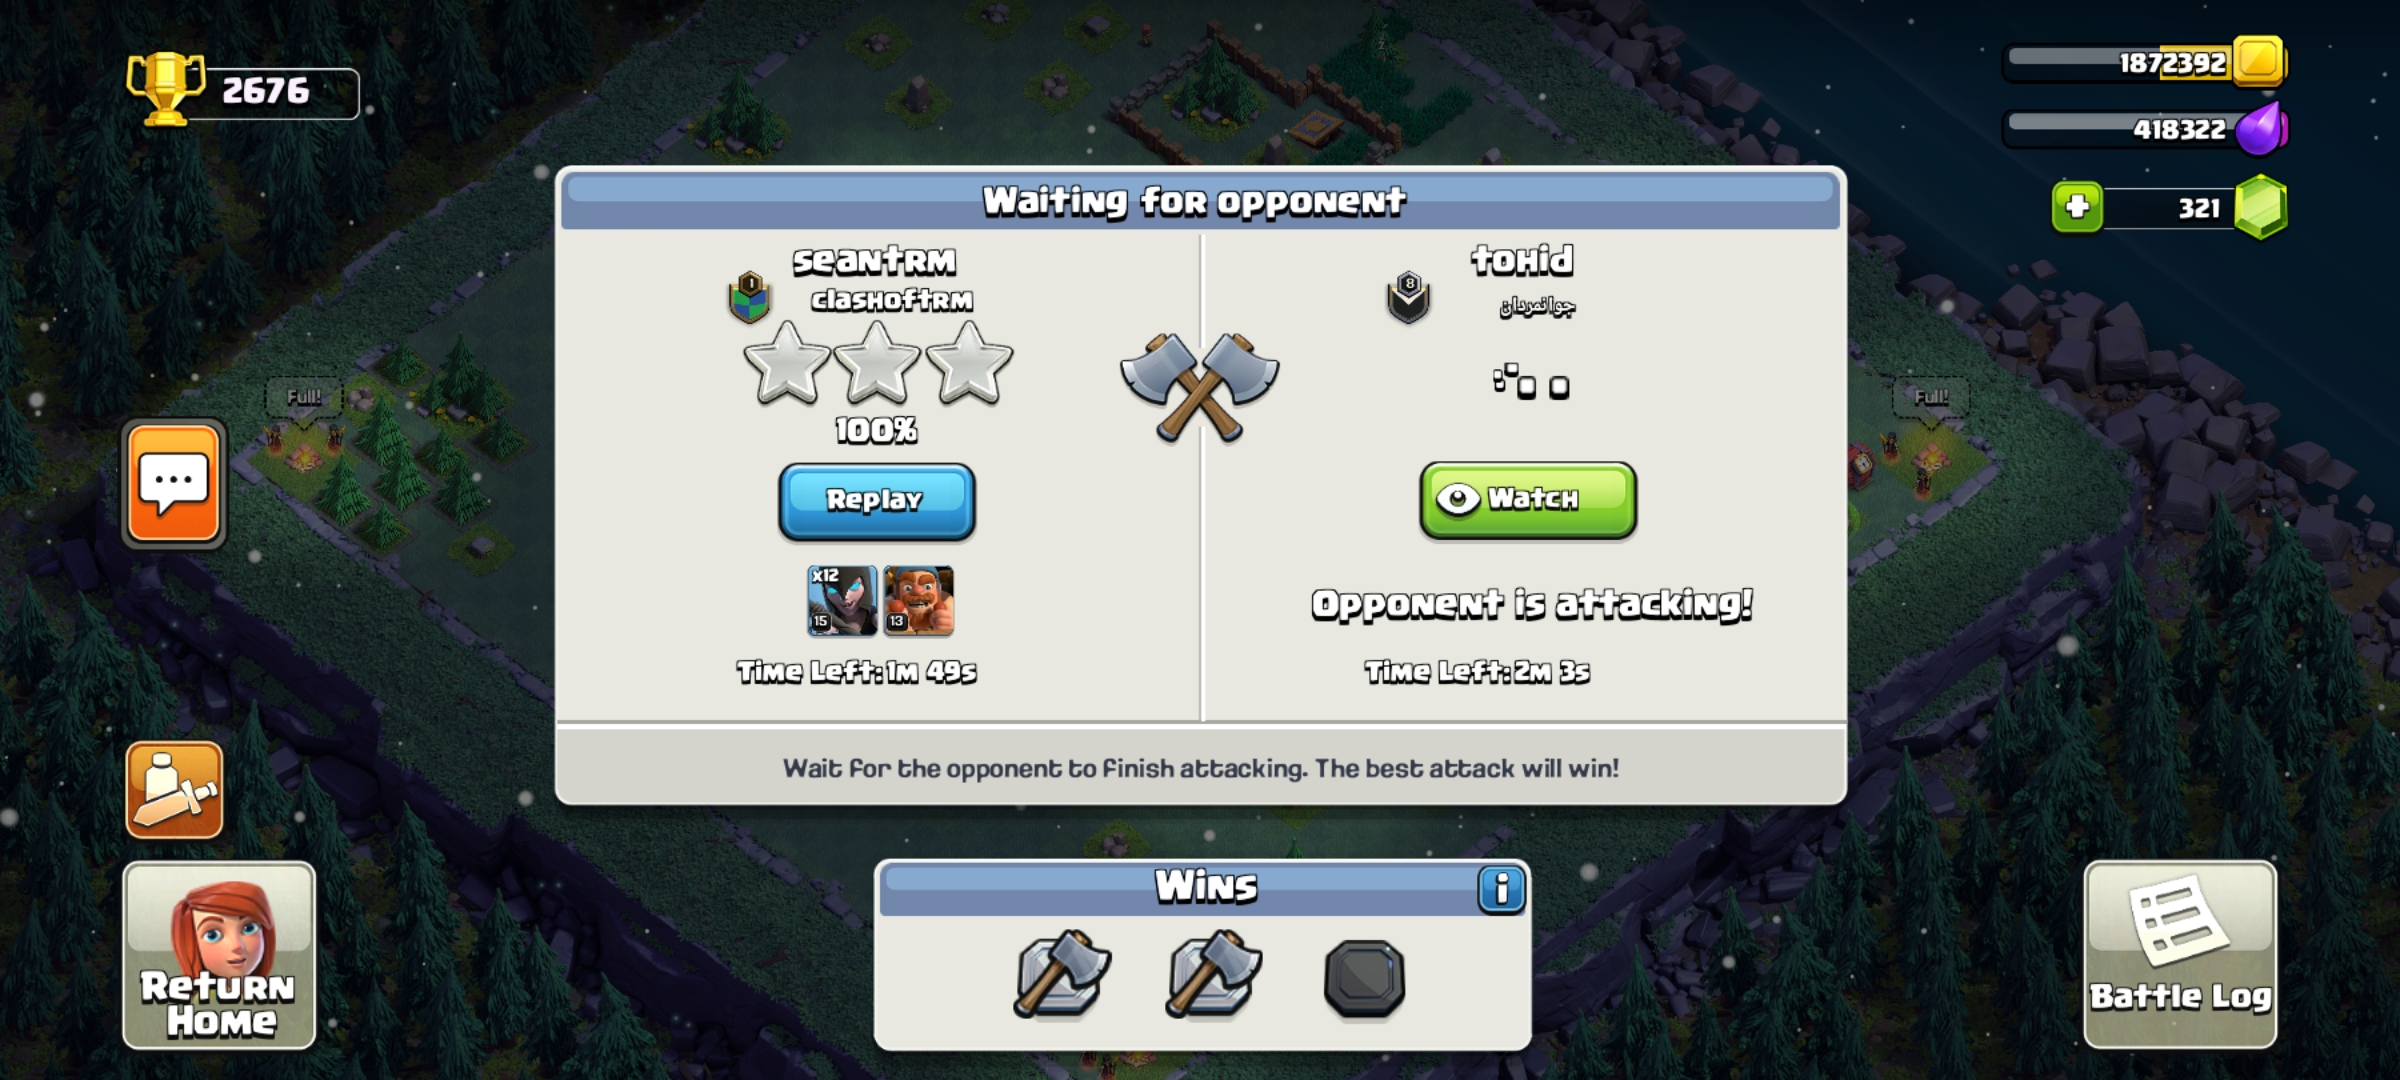 2676
1872392
418322
321
Waiting for opponent
seantrm
1
clashoftrm
tohid
8
جوانمردان
100%
Full!
Full!
Replay
Watch
x12
15
13
Opponent is attacking!
Time Left:1m 49s
Time Left:2m 3s
Wait for the opponent to finish attacking. The best attack will win!
Wins
i
Return
Home
Battle Log